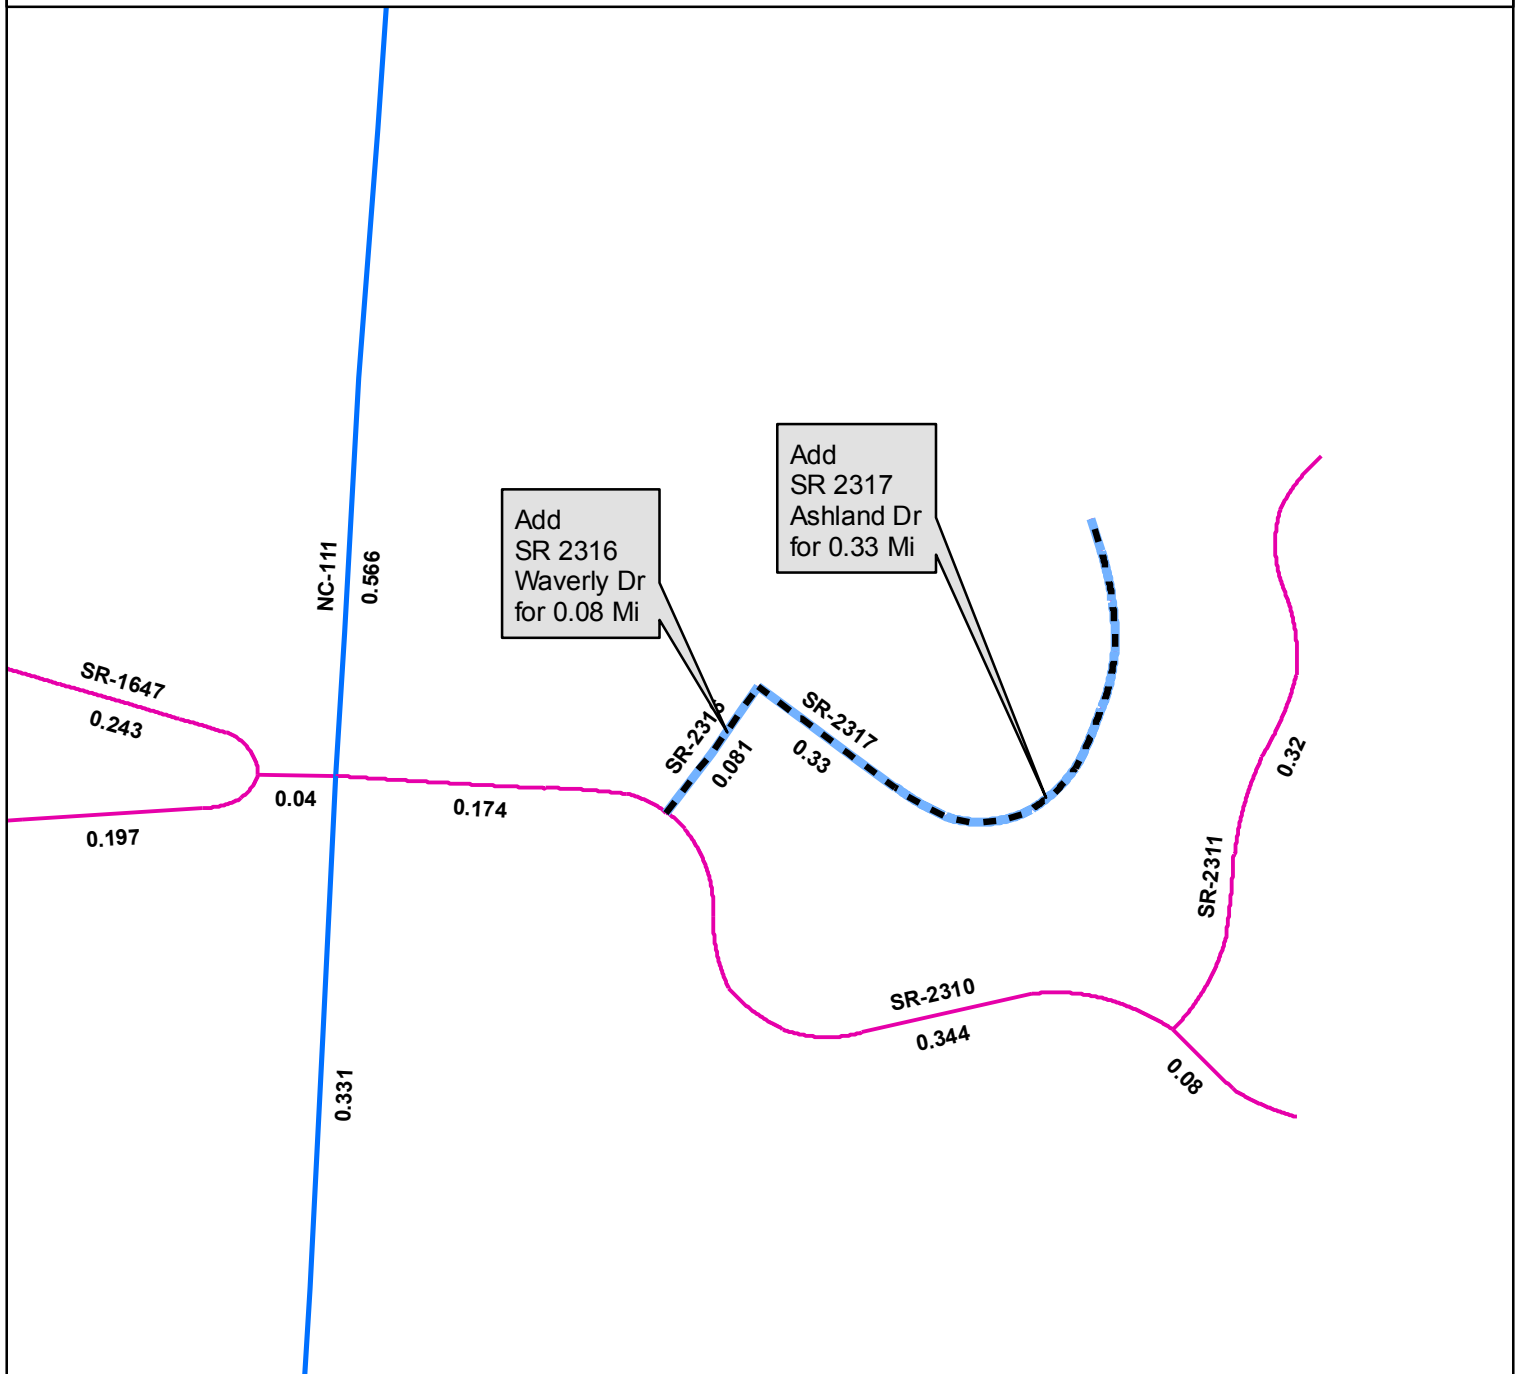 Add
SR 2317
Ashland Dr
for 0.33 Mi
Add
SR 2316
Waverly Dr
for 0.08 Mi
NC-111
0.566
SR-1647
0.243
0.04
0.197
0.174
SR-2316
0.081
SR-2317
0.33
0.32
SR-2311
SR-2310
0.344
0.08
0.331